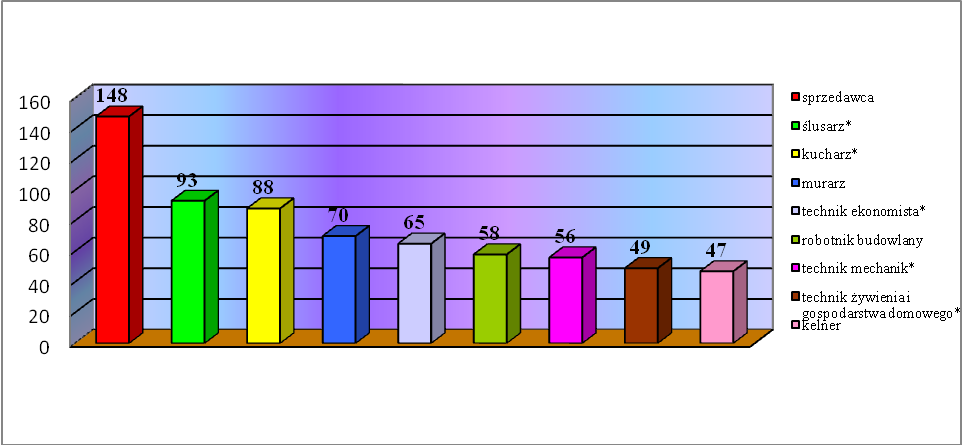 160
140
120
100
80
60
40
20
0
148
93
88
70
65
58
56
49
47
sprzedawca
ślusarz*
kucharz*
murarz
technik ekonomista*
robotnik budowlany
technik mechanik*
technik żywienia i
gospodarstwa domowego*
kelner